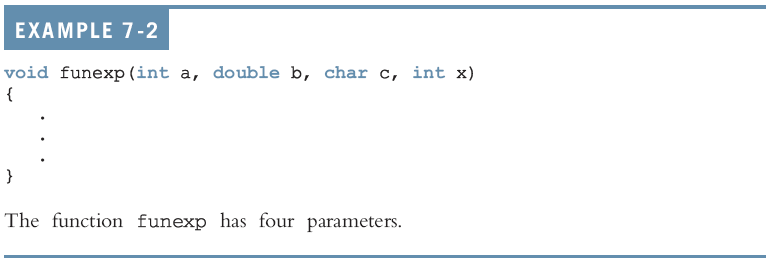 EXAMPLE 7-2
void funexp(int a, double b, char c, int x)
{
.
.
.
}
The function funexp has four parameters.